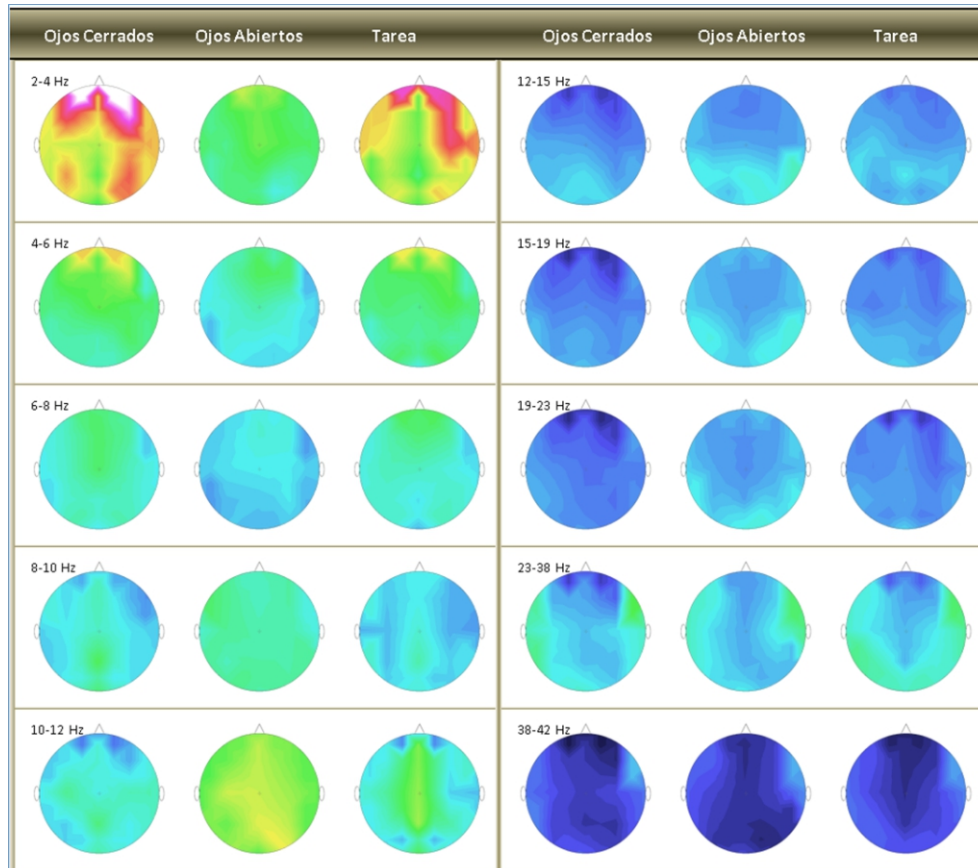 Ojos Cerrados Ojos Abiertos Tarea Ojos Cerrados Ojos Abiertos Tarea
2-4 Hz 12-15 Hz
4-6 Hz 15-19 Hz
6-8 Hz 19-23 Hz
8-10 Hz 23-38 Hz
10-12 Hz 38-42 Hz